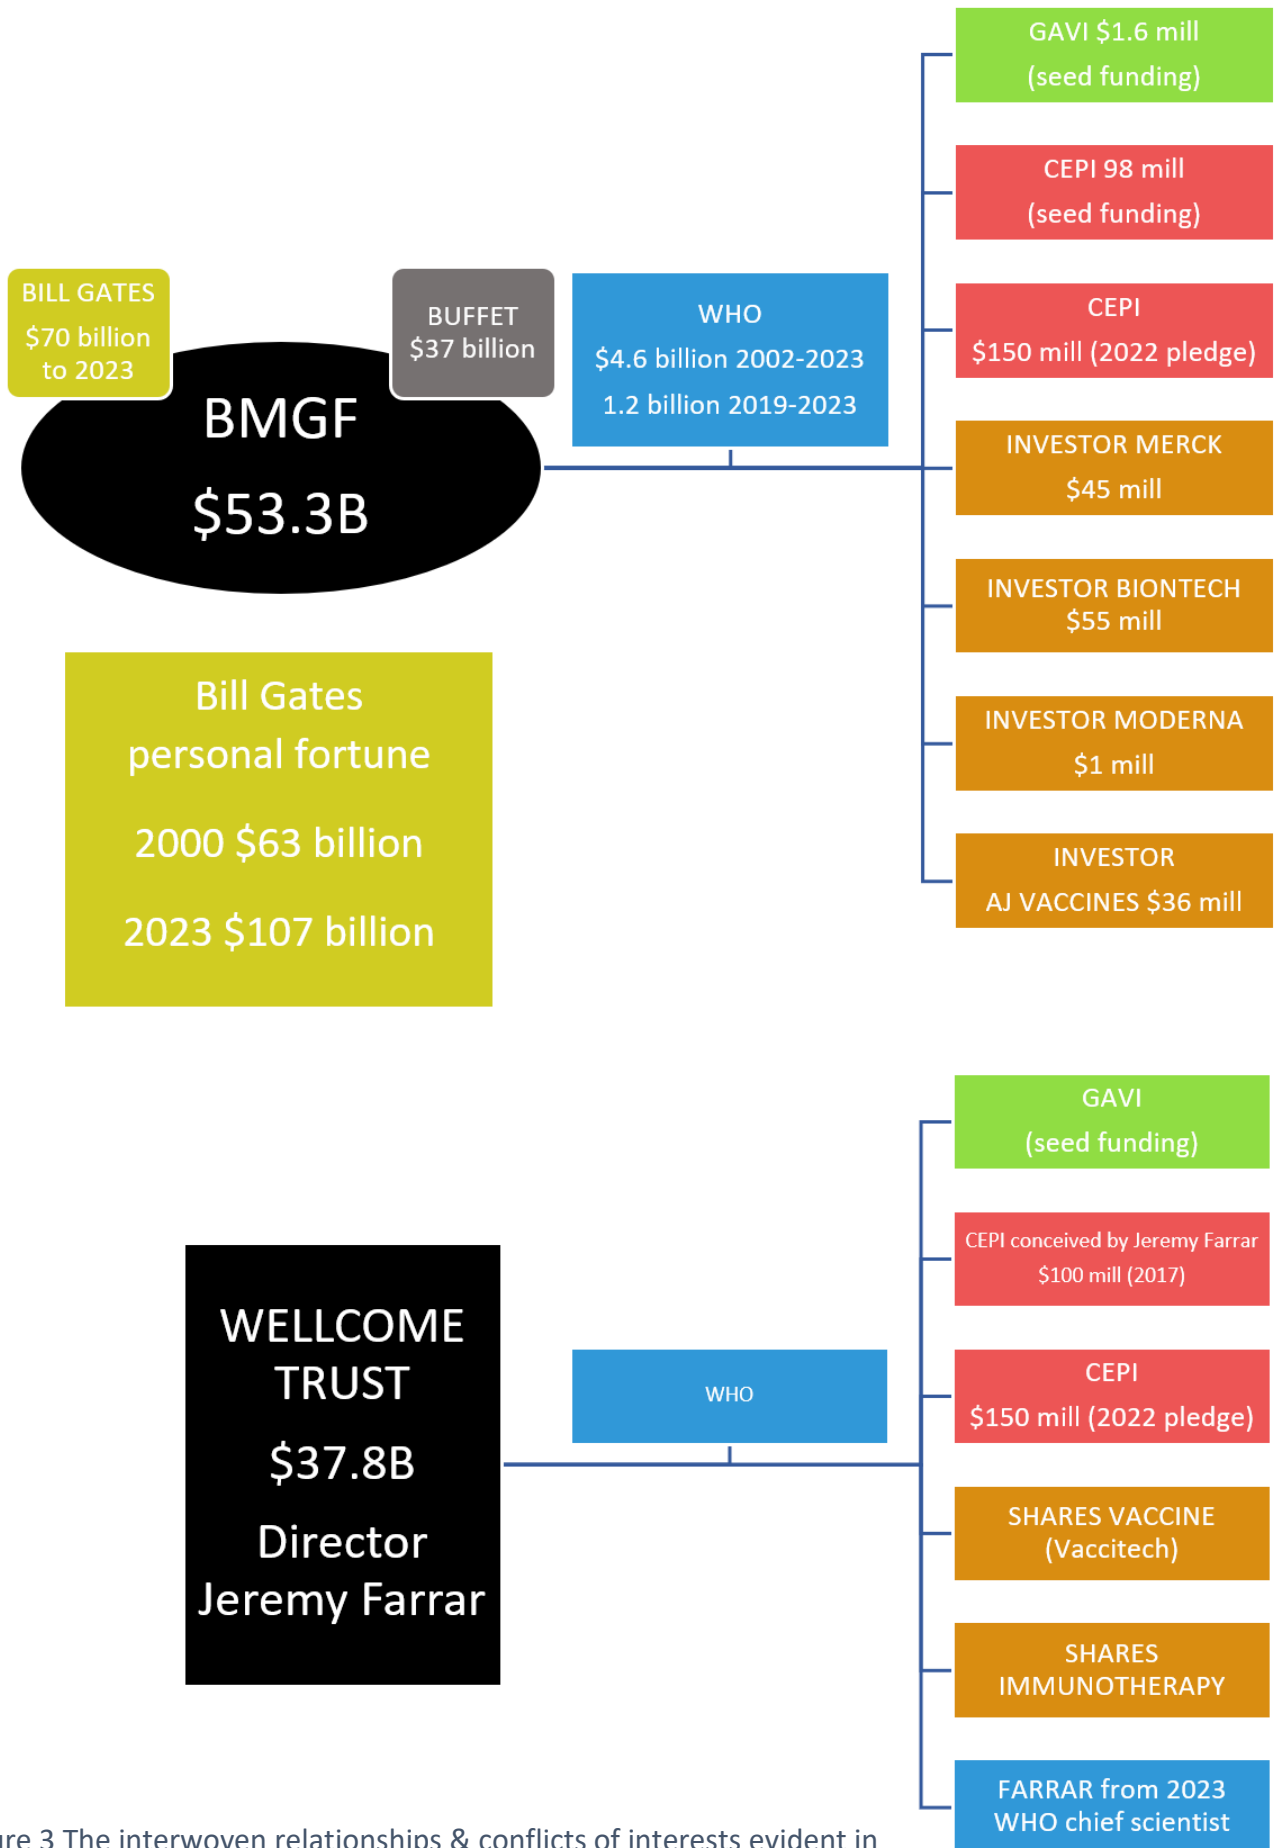 GAVI $1.6 mill
(seed funding)
CEPI 98 mill
(seed funding)
BILL GATES
$70 billion
to 2023
BUFFET
$37 billion
WHO
$4.6 billion 2002-2023
1.2 billion 2019-2023
CEPI
$150 mill (2022 pledge)
BMGF
$53.3B
INVESTOR MERCK
$45 mill
INVESTOR BIONTECH
$55 mill
INVESTOR MODERNA
$1 mill
INVESTOR
AJ VACCINES $36 mill
Bill Gates
personal fortune
2000 $63 billion
2023 $107 billion
GAVI
(seed funding)
CEPI conceived by Jeremy Farrar
$100 mill (2017)
WELLCOME
TRUST
$37.8B
Director
Jeremy Farrar
WHO
CEPI
$150 mill (2022 pledge)
SHARES VACCINE
(Vaccitech)
SHARES
IMMUNOTHERAPY
FARRAR from 2023
WHO chief scientist
ure 3 The interwoven relationships & conflicts of interests evident in